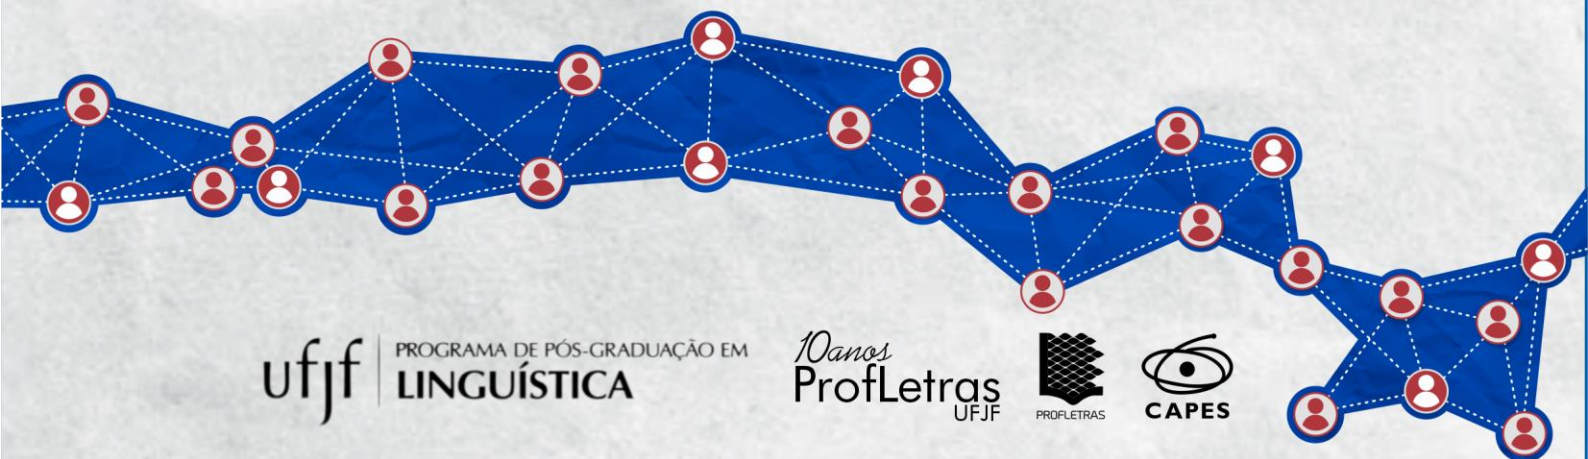 ufjf
PROGRAMA DE PÓS-GRADUAÇÃO EM
LINGUÍSTICA
10anos
ProfLetras
UFJF
PROFLETRAS
CAPES